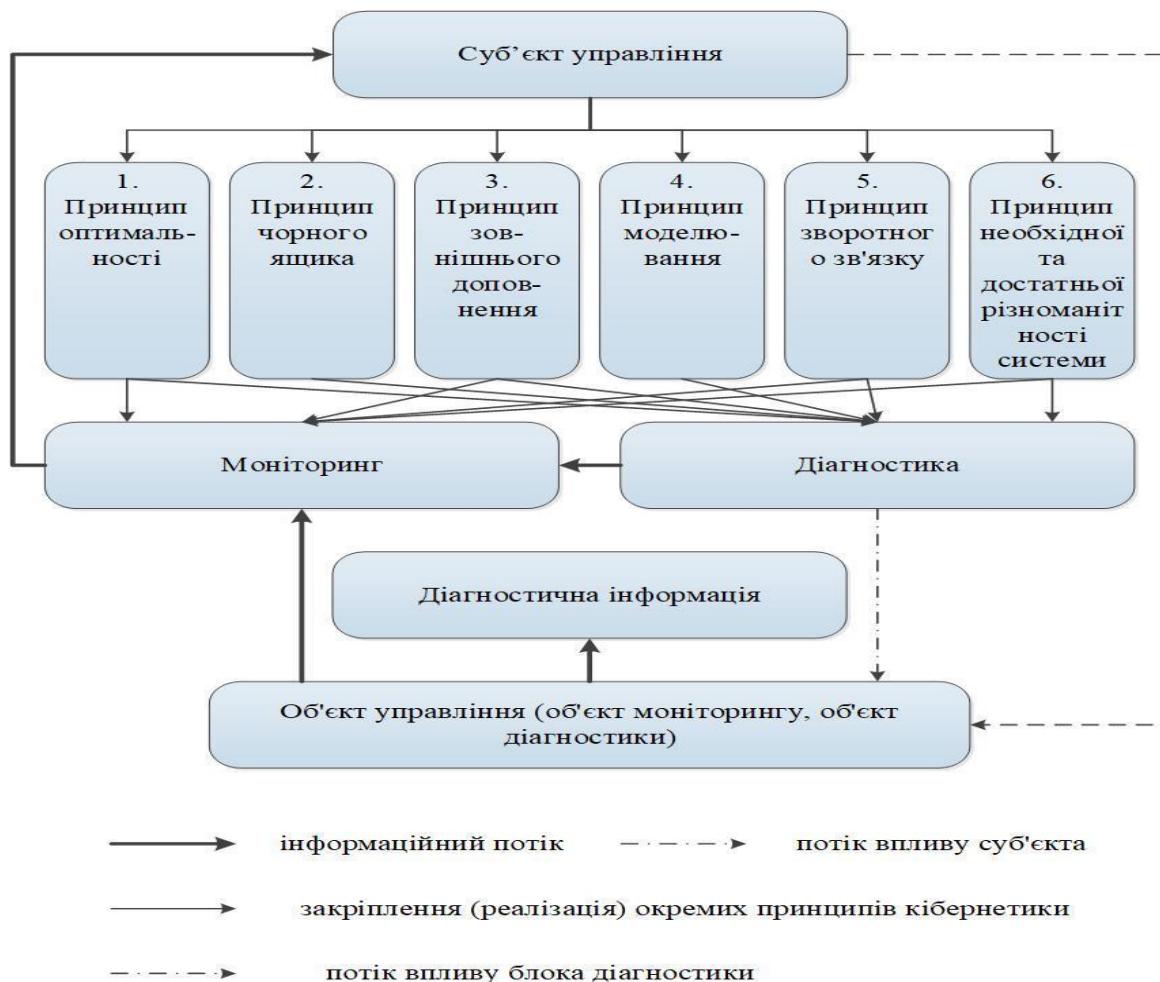 Суб’єкт управління
1.
Принцип
оптималь-
ності
2.
Принцип
чорного
ящика
3.
Принцип
зов-
нішнього
допов-
нення
4.
Принцип
моделю-
вання
5.
Принцип
зворотног
о зв'язку
6.
Принцип
необхідної
та
достатньої
різноманіт
ності
системи
Моніторинг
Діагностика
Діагностична інформація
Об'єкт управління (об'єкт моніторингу, об'єкт
діагностики)
інформаційний потік
потік впливу суб'єкта
закріплення (реалізація) окремих принципів кібернетики
потік впливу блока діагностики